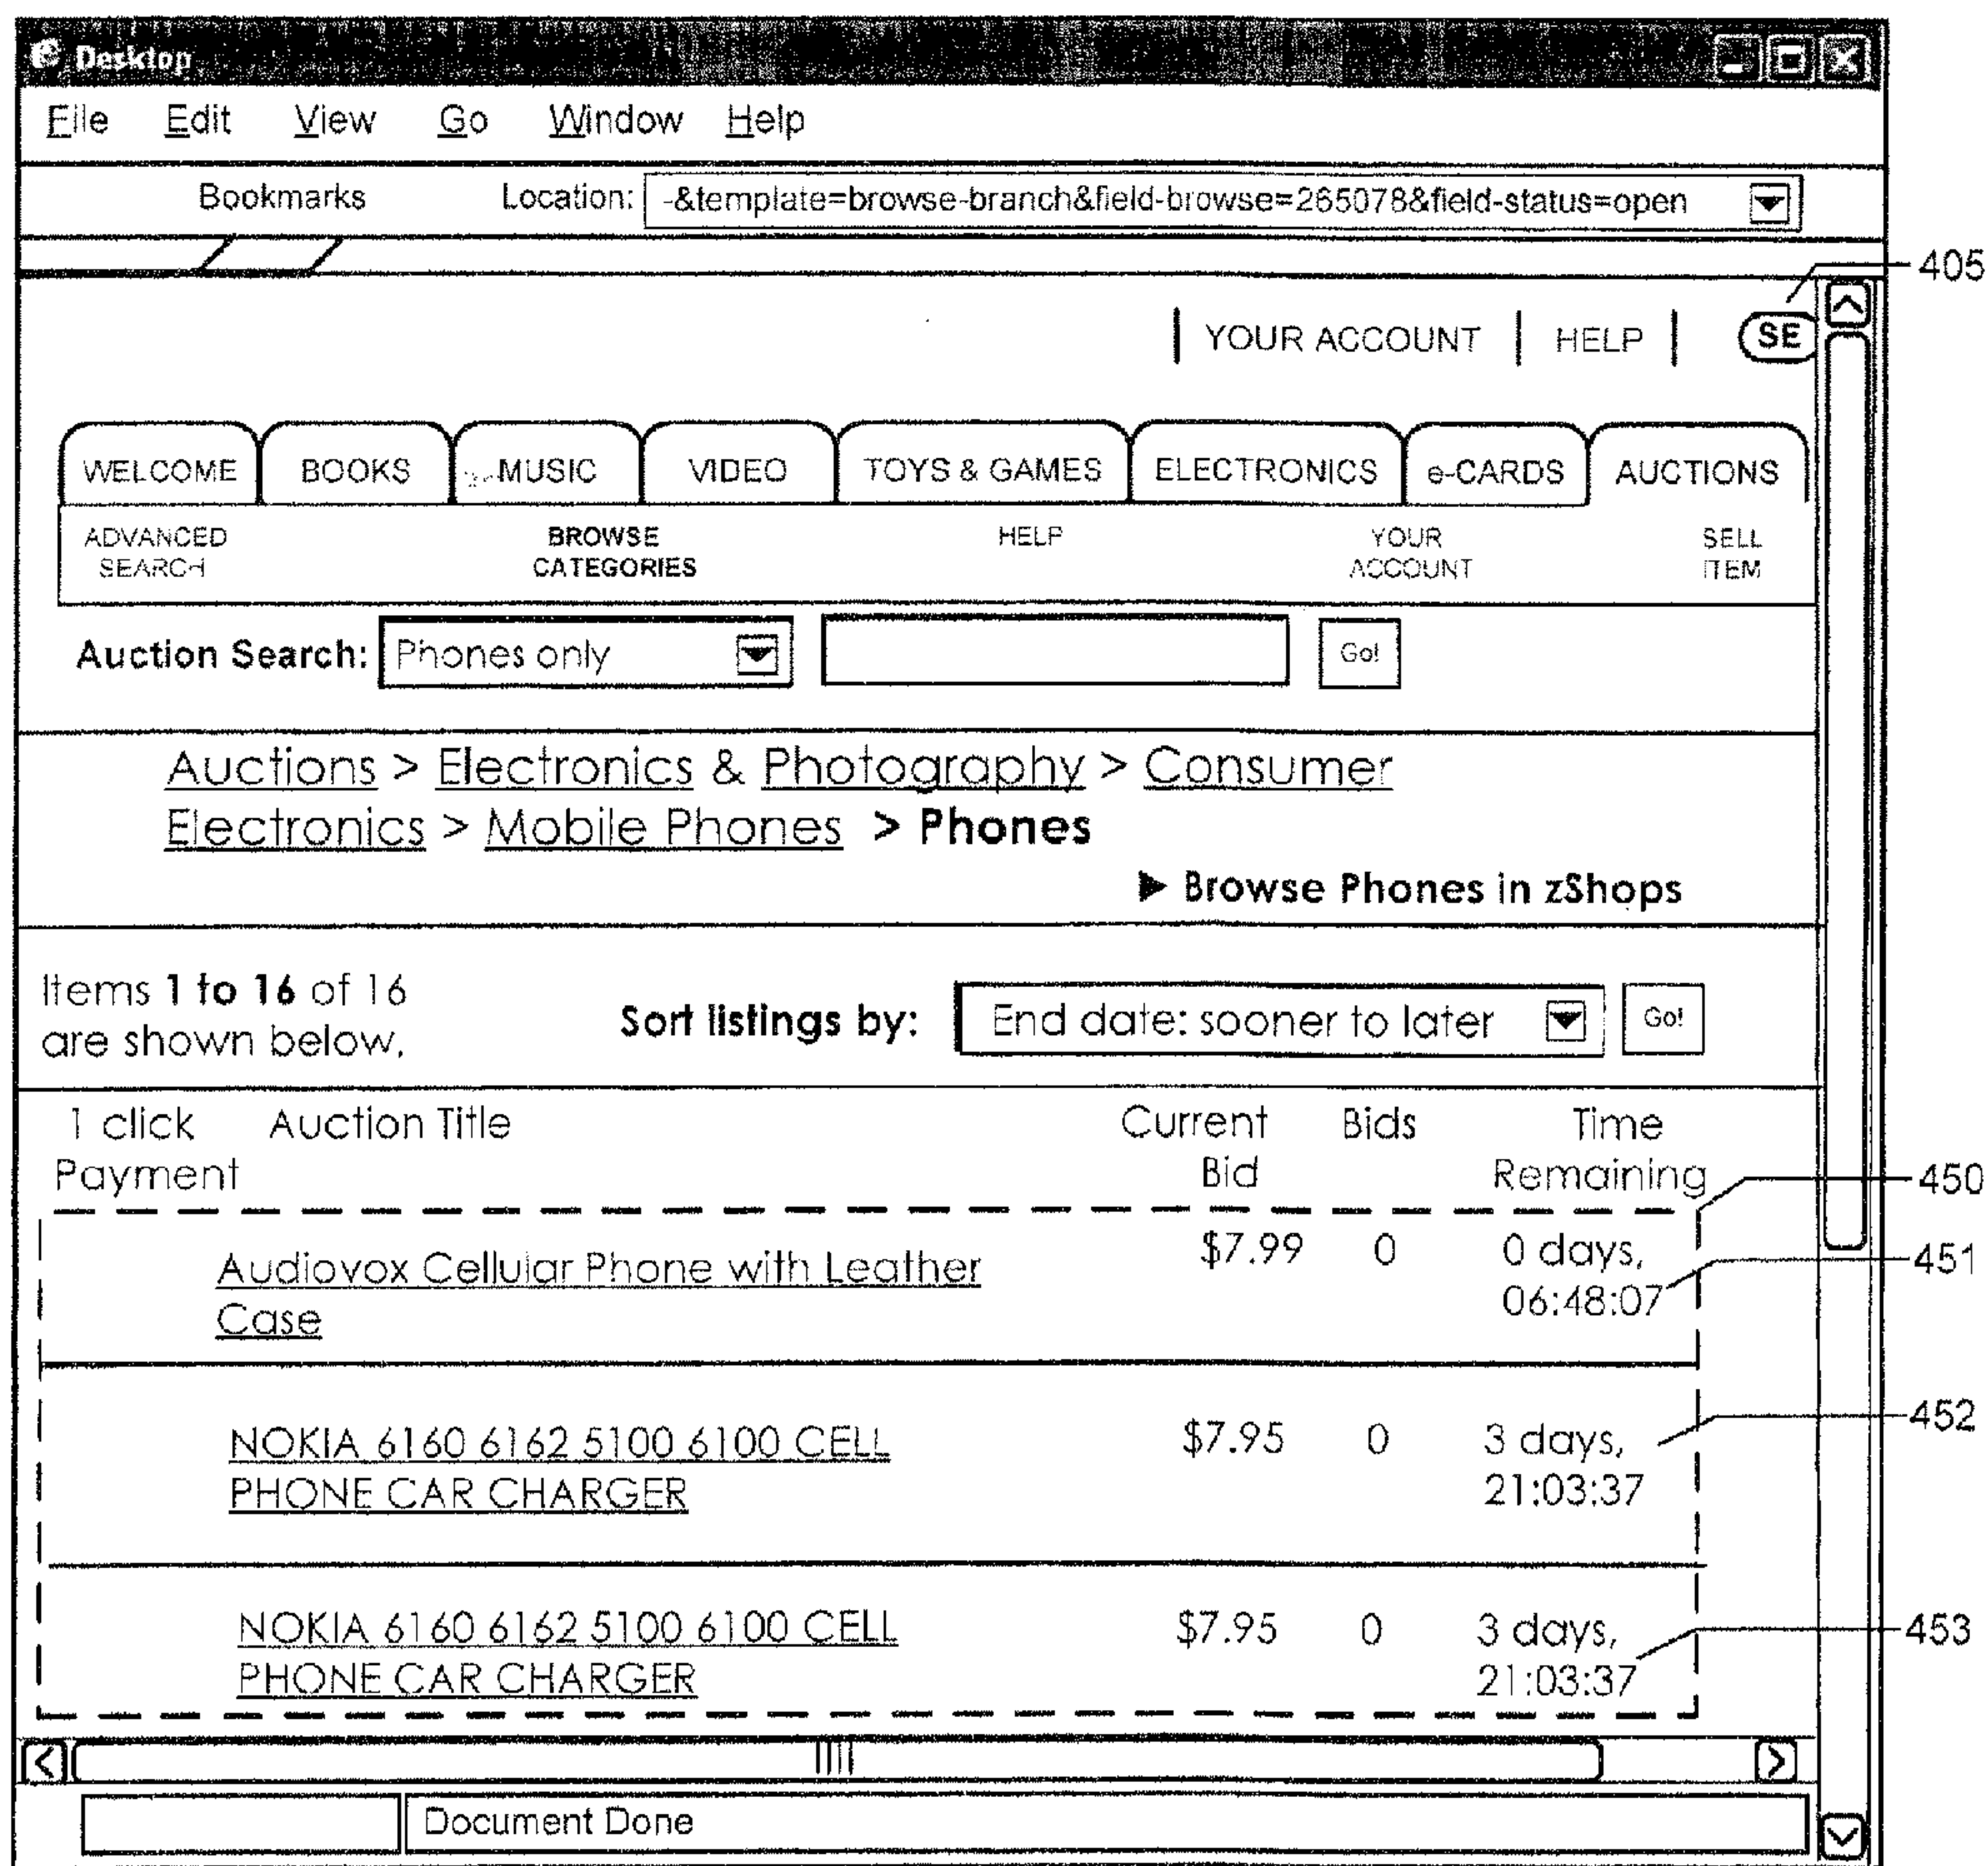 Desktop
File Edit View Go Window Help
Bookmarks Location: -&template=browse-branch&field-browse=265078&field-status=open
405
YOUR ACCOUNT HELP SE
WELCOME BOOKS MUSIC VIDEO TOYS & GAMES ELECTRONICS e-CARDS AUCTIONS
ADVANCED BROWSE HELP YOUR SELL
SEARCH CATEGORIES ACCOUNT ITEM
Auction Search: Phones only Go!
Auctions > Electronics & Photography > Consumer
Electronics > Mobile Phones > Phones
Browse Phones in zShops
Items 1 to 16 of 16
are shown below.
Sort listings by: End date: sooner to later Go!
1 click Auction Title Current Bids Time
Payment Bid Remaining
450
Audiovox Cellular Phone with Leather $7.99 0 0 days,
451
Case 06:48:07
NOKIA 6160 6162 5100 6100 CELL $7.95 0 3 days,
452
PHONE CAR CHARGER 21:03:37
NOKIA 6160 6162 5100 6100 CELL $7.95 0 3 days,
453
PHONE CAR CHARGER 21:03:37
Document Done